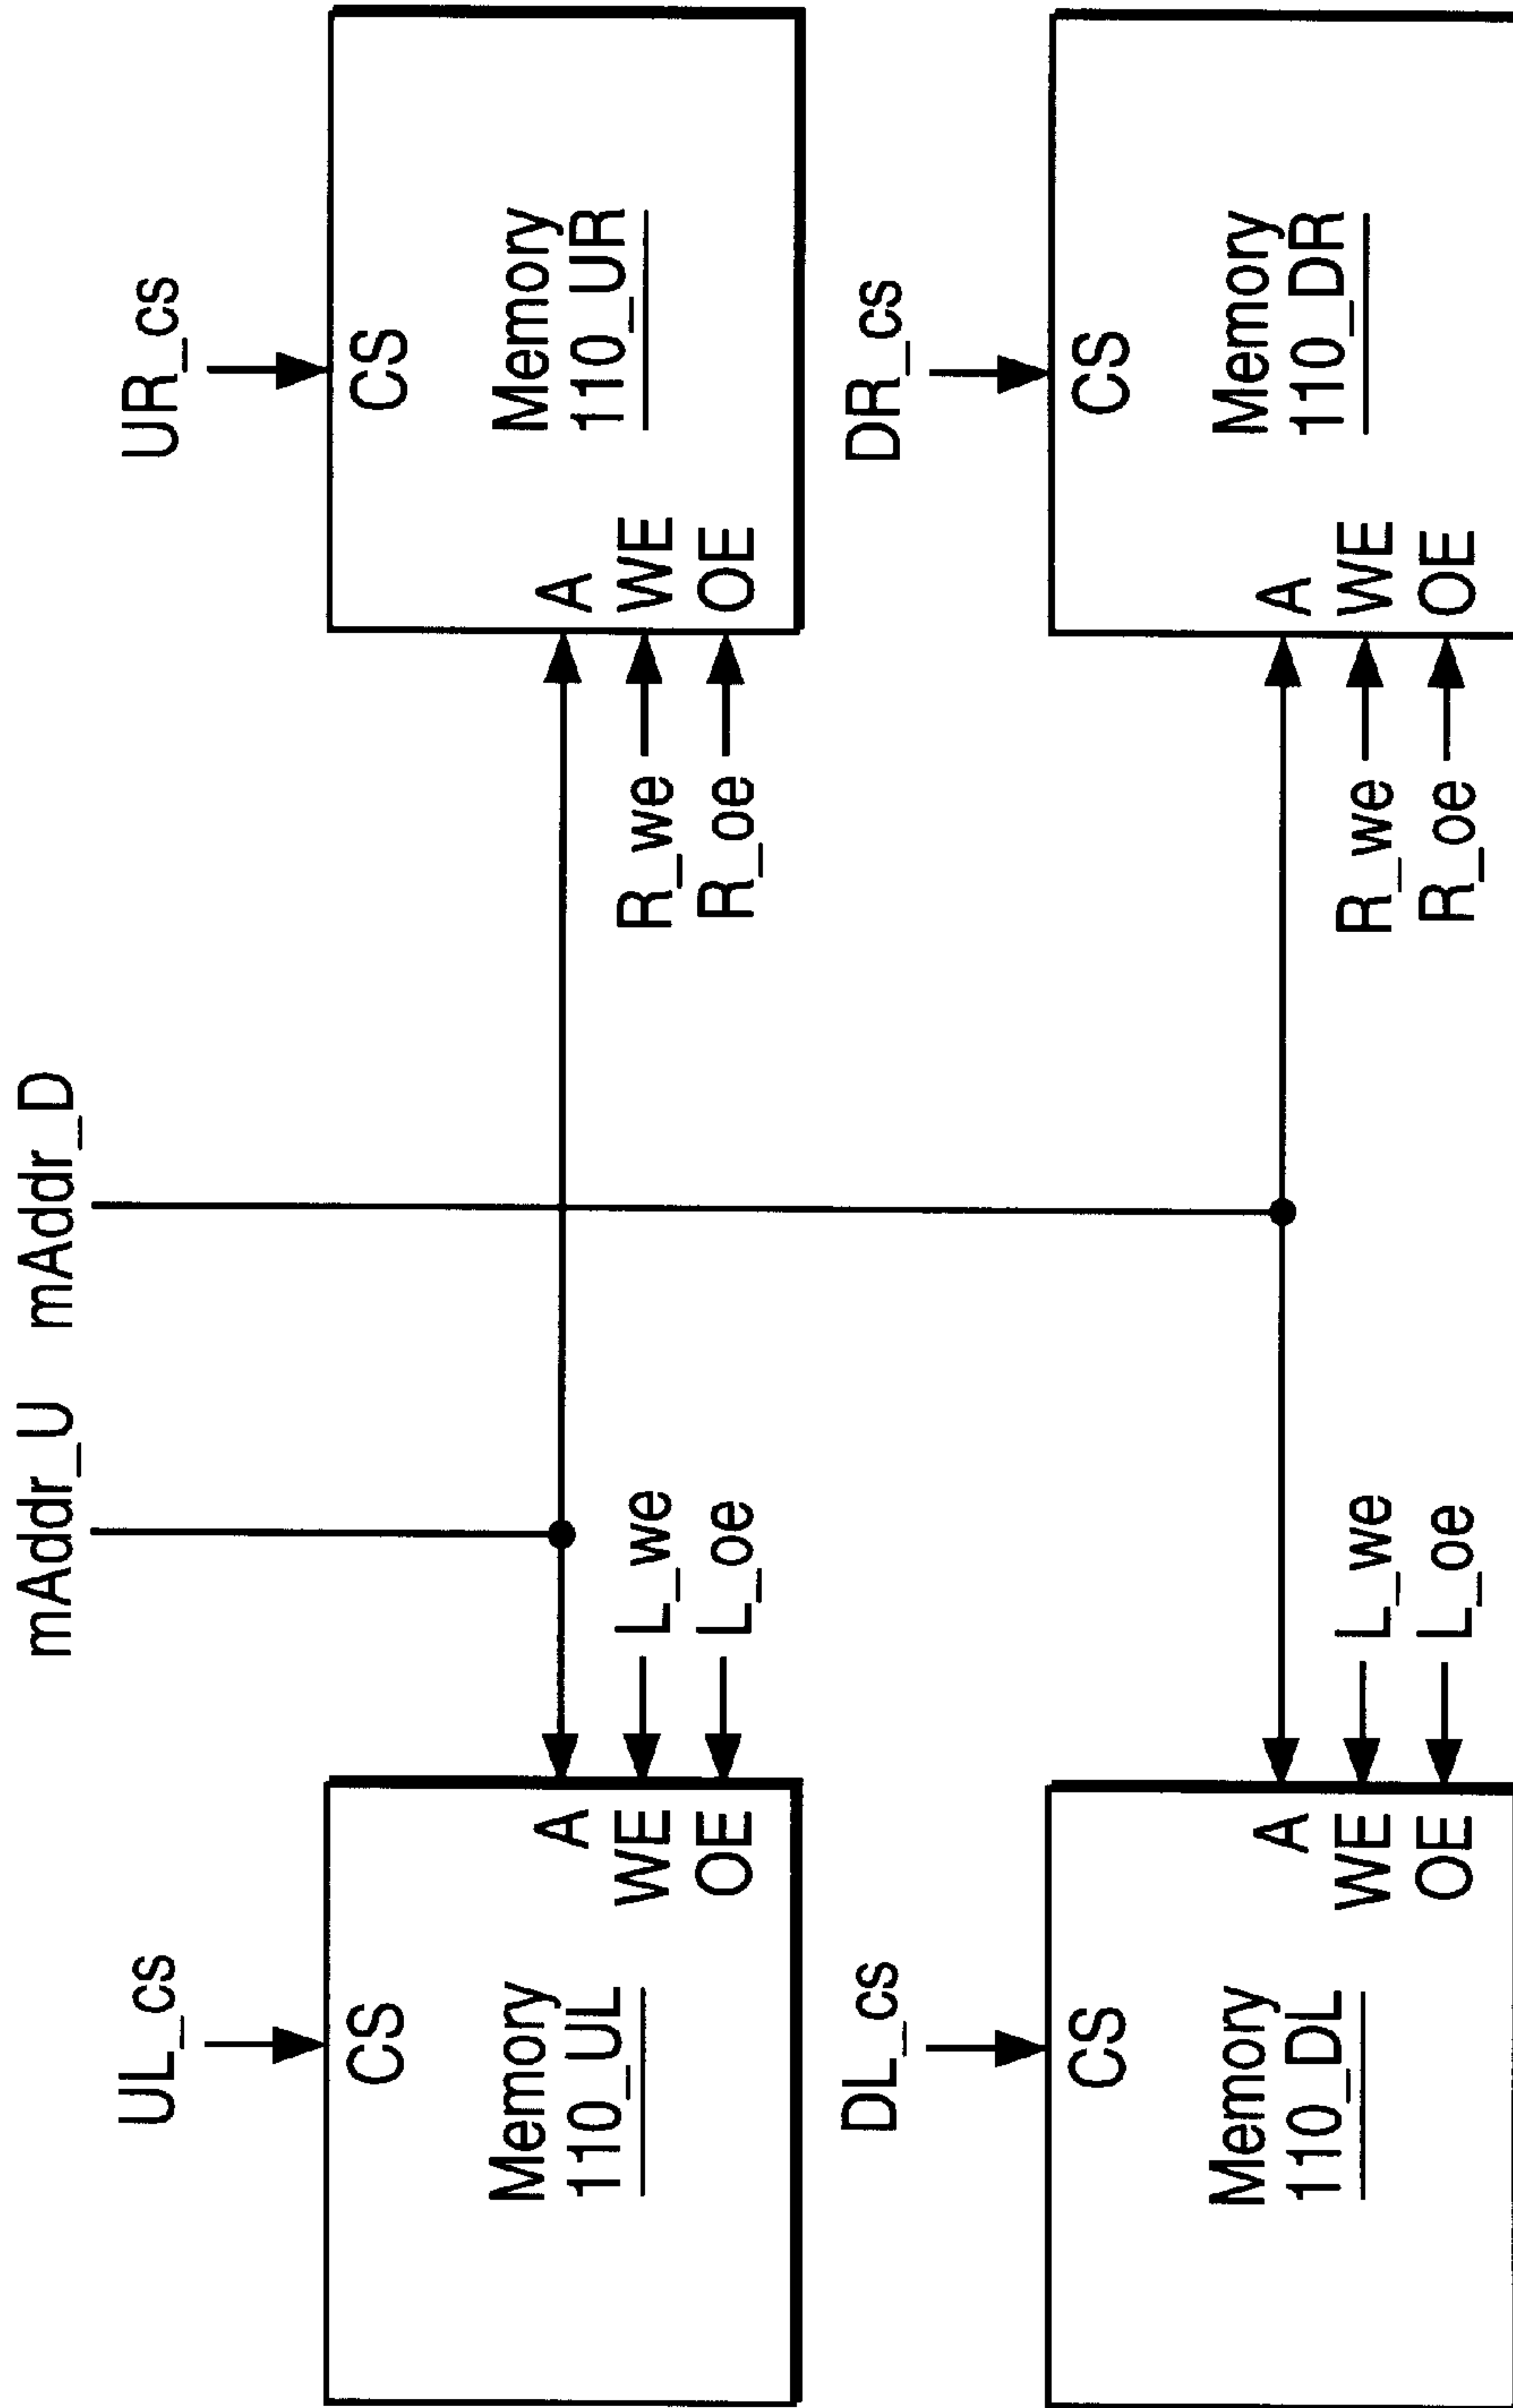 mAddr_U mAddr_D
UL_cs
UR_cs
CS
CS
Memory
110_UL
A
WE
OE
L_we
L_oe
R_we
R_oe
A
WE
OE
Memory
110_UR
DL_cs
DR_cs
CS
CS
Memory
110_DL
A
WE
OE
L_we
L_oe
R_we
R_oe
A
WE
OE
Memory
110_DR